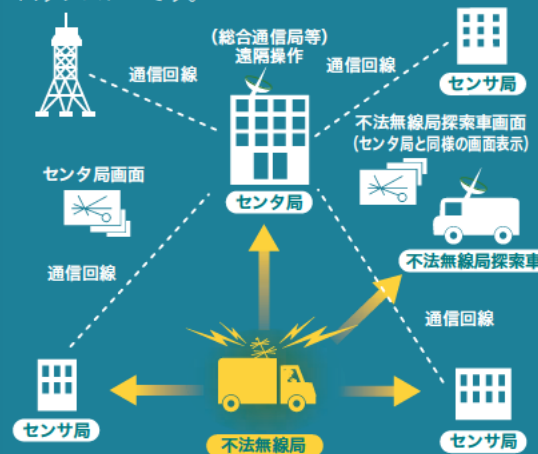 です。
(総合通信局等)
遠隔操作
通信回線
通信回線
センサ局
不法無線局探索車画面
(センタ局と同様の画面表示)
センタ局画面
センタ局
不法無線局探索車
通信回線
通信回線
センサ局
不法無線局
センサ局